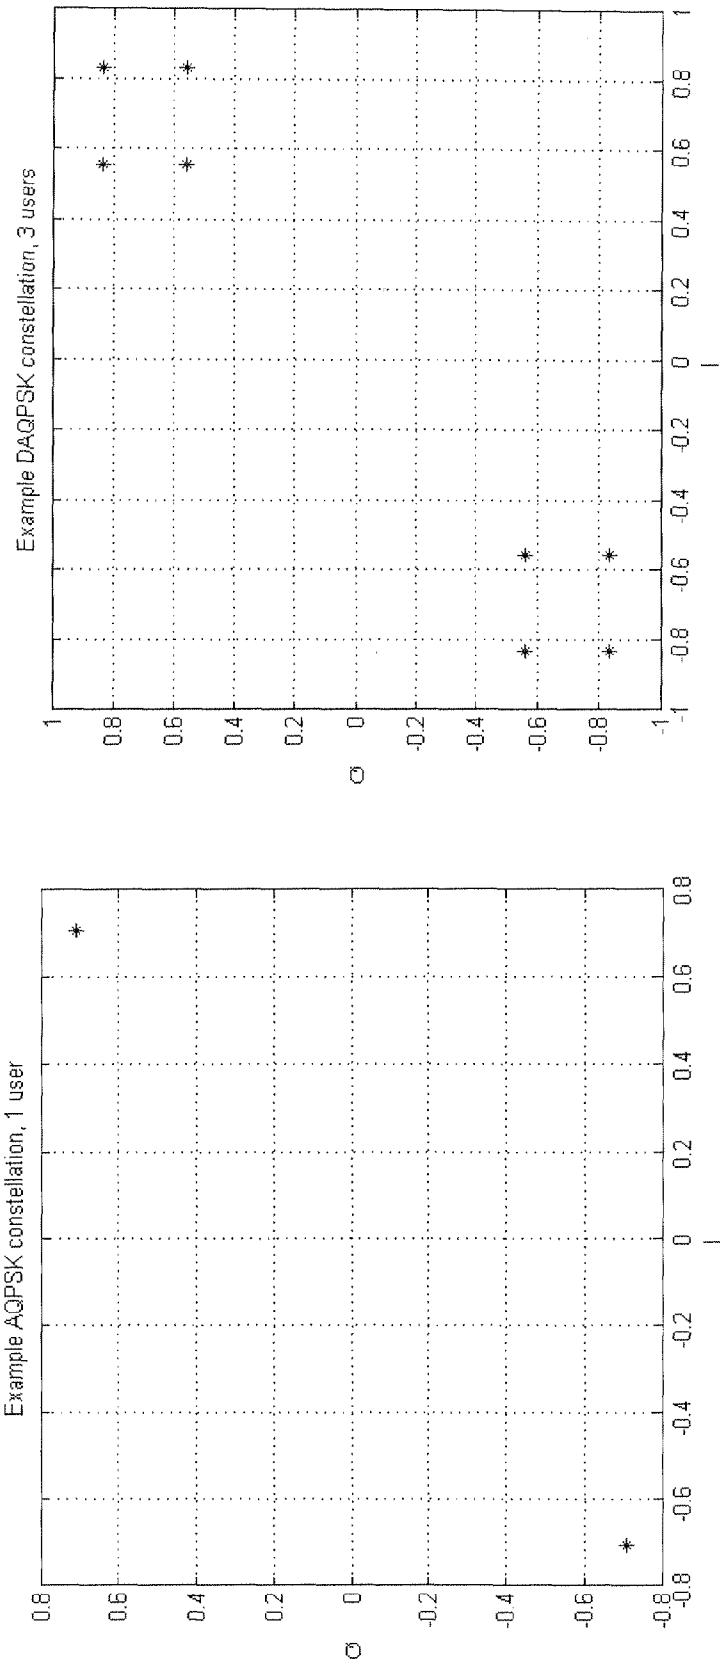 Example AQPSK constellation, 1 user
0.8
0.6
0.4
0.2
0
-0.2
-0.4
-0.6
-0.8
Q
-0.8 -0.6 -0.4 -0.2 0 0.2 0.4 0.6 0.8
I
Example DAQPSK constellation, 3 users
1
0.8
0.6
0.4
0.2
0
-0.2
-0.4
-0.6
-0.8
-1
Q
-1 -0.8 -0.6 -0.4 -0.2 0 0.2 0.4 0.6 0.8 1
I